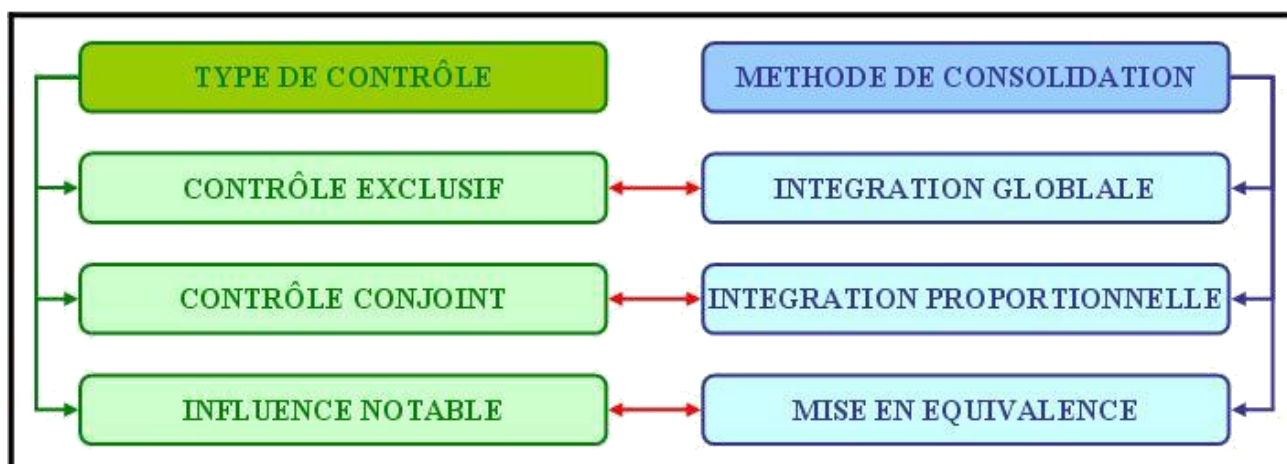 TYPE DE CONTRÔLE
METHODE DE CONSOLIDATION
CONTRÔLE EXCLUSIF
INTEGRATION GLOBLALE
CONTRÔLE CONJOINT
INTEGRATION PROPORTIONNELLE
INFLUENCE NOTABLE
MISE EN EQUIVALENCE